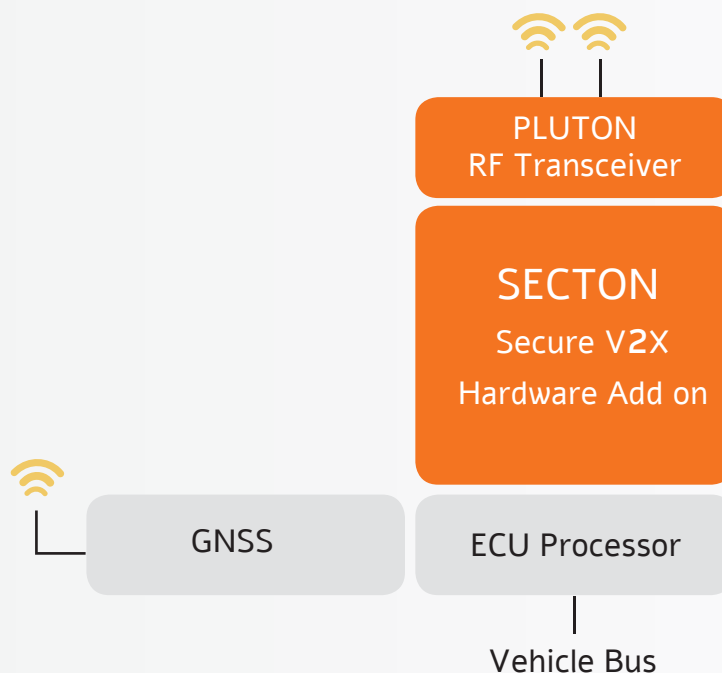 PLUTON
RF Transceiver
SECTON
Secure V2X
Hardware Add on
GNSS
ECU Processor
Vehicle Bus